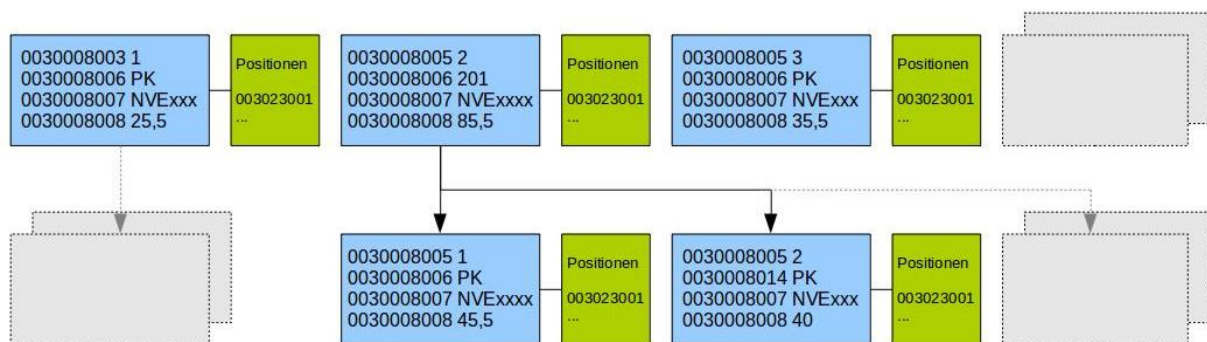 0030008003 1
0030008006 PK
0030008007 NVExxx
0030008008 25,5
Positionen
003023001
...
0030008005 2
0030008006 201
0030008007 NVExxxx
0030008008 85,5
Positionen
003023001
...
0030008005 3
0030008006 PK
0030008007 NVExxx
0030008008 35,5
Positionen
003023001
...
0030008005 1
0030008006 PK
0030008007 NVExxxx
0030008008 45,5
Positionen
003023001
...
0030008005 2
0030008014 PK
0030008007 NVExxx
0030008008 40
Positionen
003023001
...